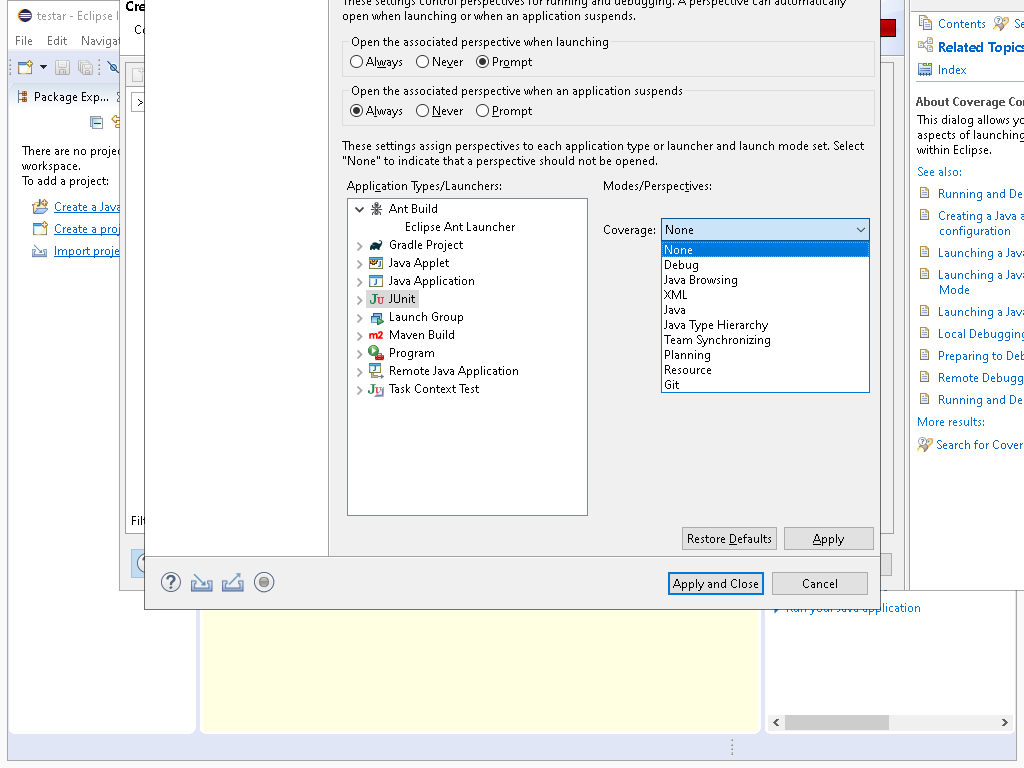 testar - Eclipse I
File Edit Navigat
Package Exp...
There are no proje
workspace.
To add a project:
Create a Java
Create a proj
Import proje
Cre
These settings control perspectives for running and debugging. A perspective can automatically
open when launching or when an application suspends.
Open the associated perspective when launching
Always Never Prompt
Open the associated perspective when an application suspends
Always Never Prompt
These settings assign perspectives to each application type or launcher and launch mode set. Select
"None" to indicate that a perspective should not be opened.
Application Types/Launchers:
Modes/Perspectives:
Ant Build
Eclipse Ant Launcher
Gradle Project
Java Applet
Java Application
JUnit
Launch Group
Maven Build
Program
Remote Java Application
Task Context Test
Coverage: None
None
Debug
Java Browsing
XML
Java
Java Type Hierarchy
Team Synchronizing
Planning
Resource
Git
Restore Defaults Apply
Apply and Close Cancel
Contents Se
Related Topics
Index
About Coverage Co
This dialog allows yo
aspects of launching
within Eclipse.
See also:
Running and De
Creating a Java a
configuration
Launching a Java
Launching a Java
Mode
Launching a Java
Local Debugging
Preparing to Deb
Remote Debugg
Running and De
More results:
Search for Cover
Run your Java application